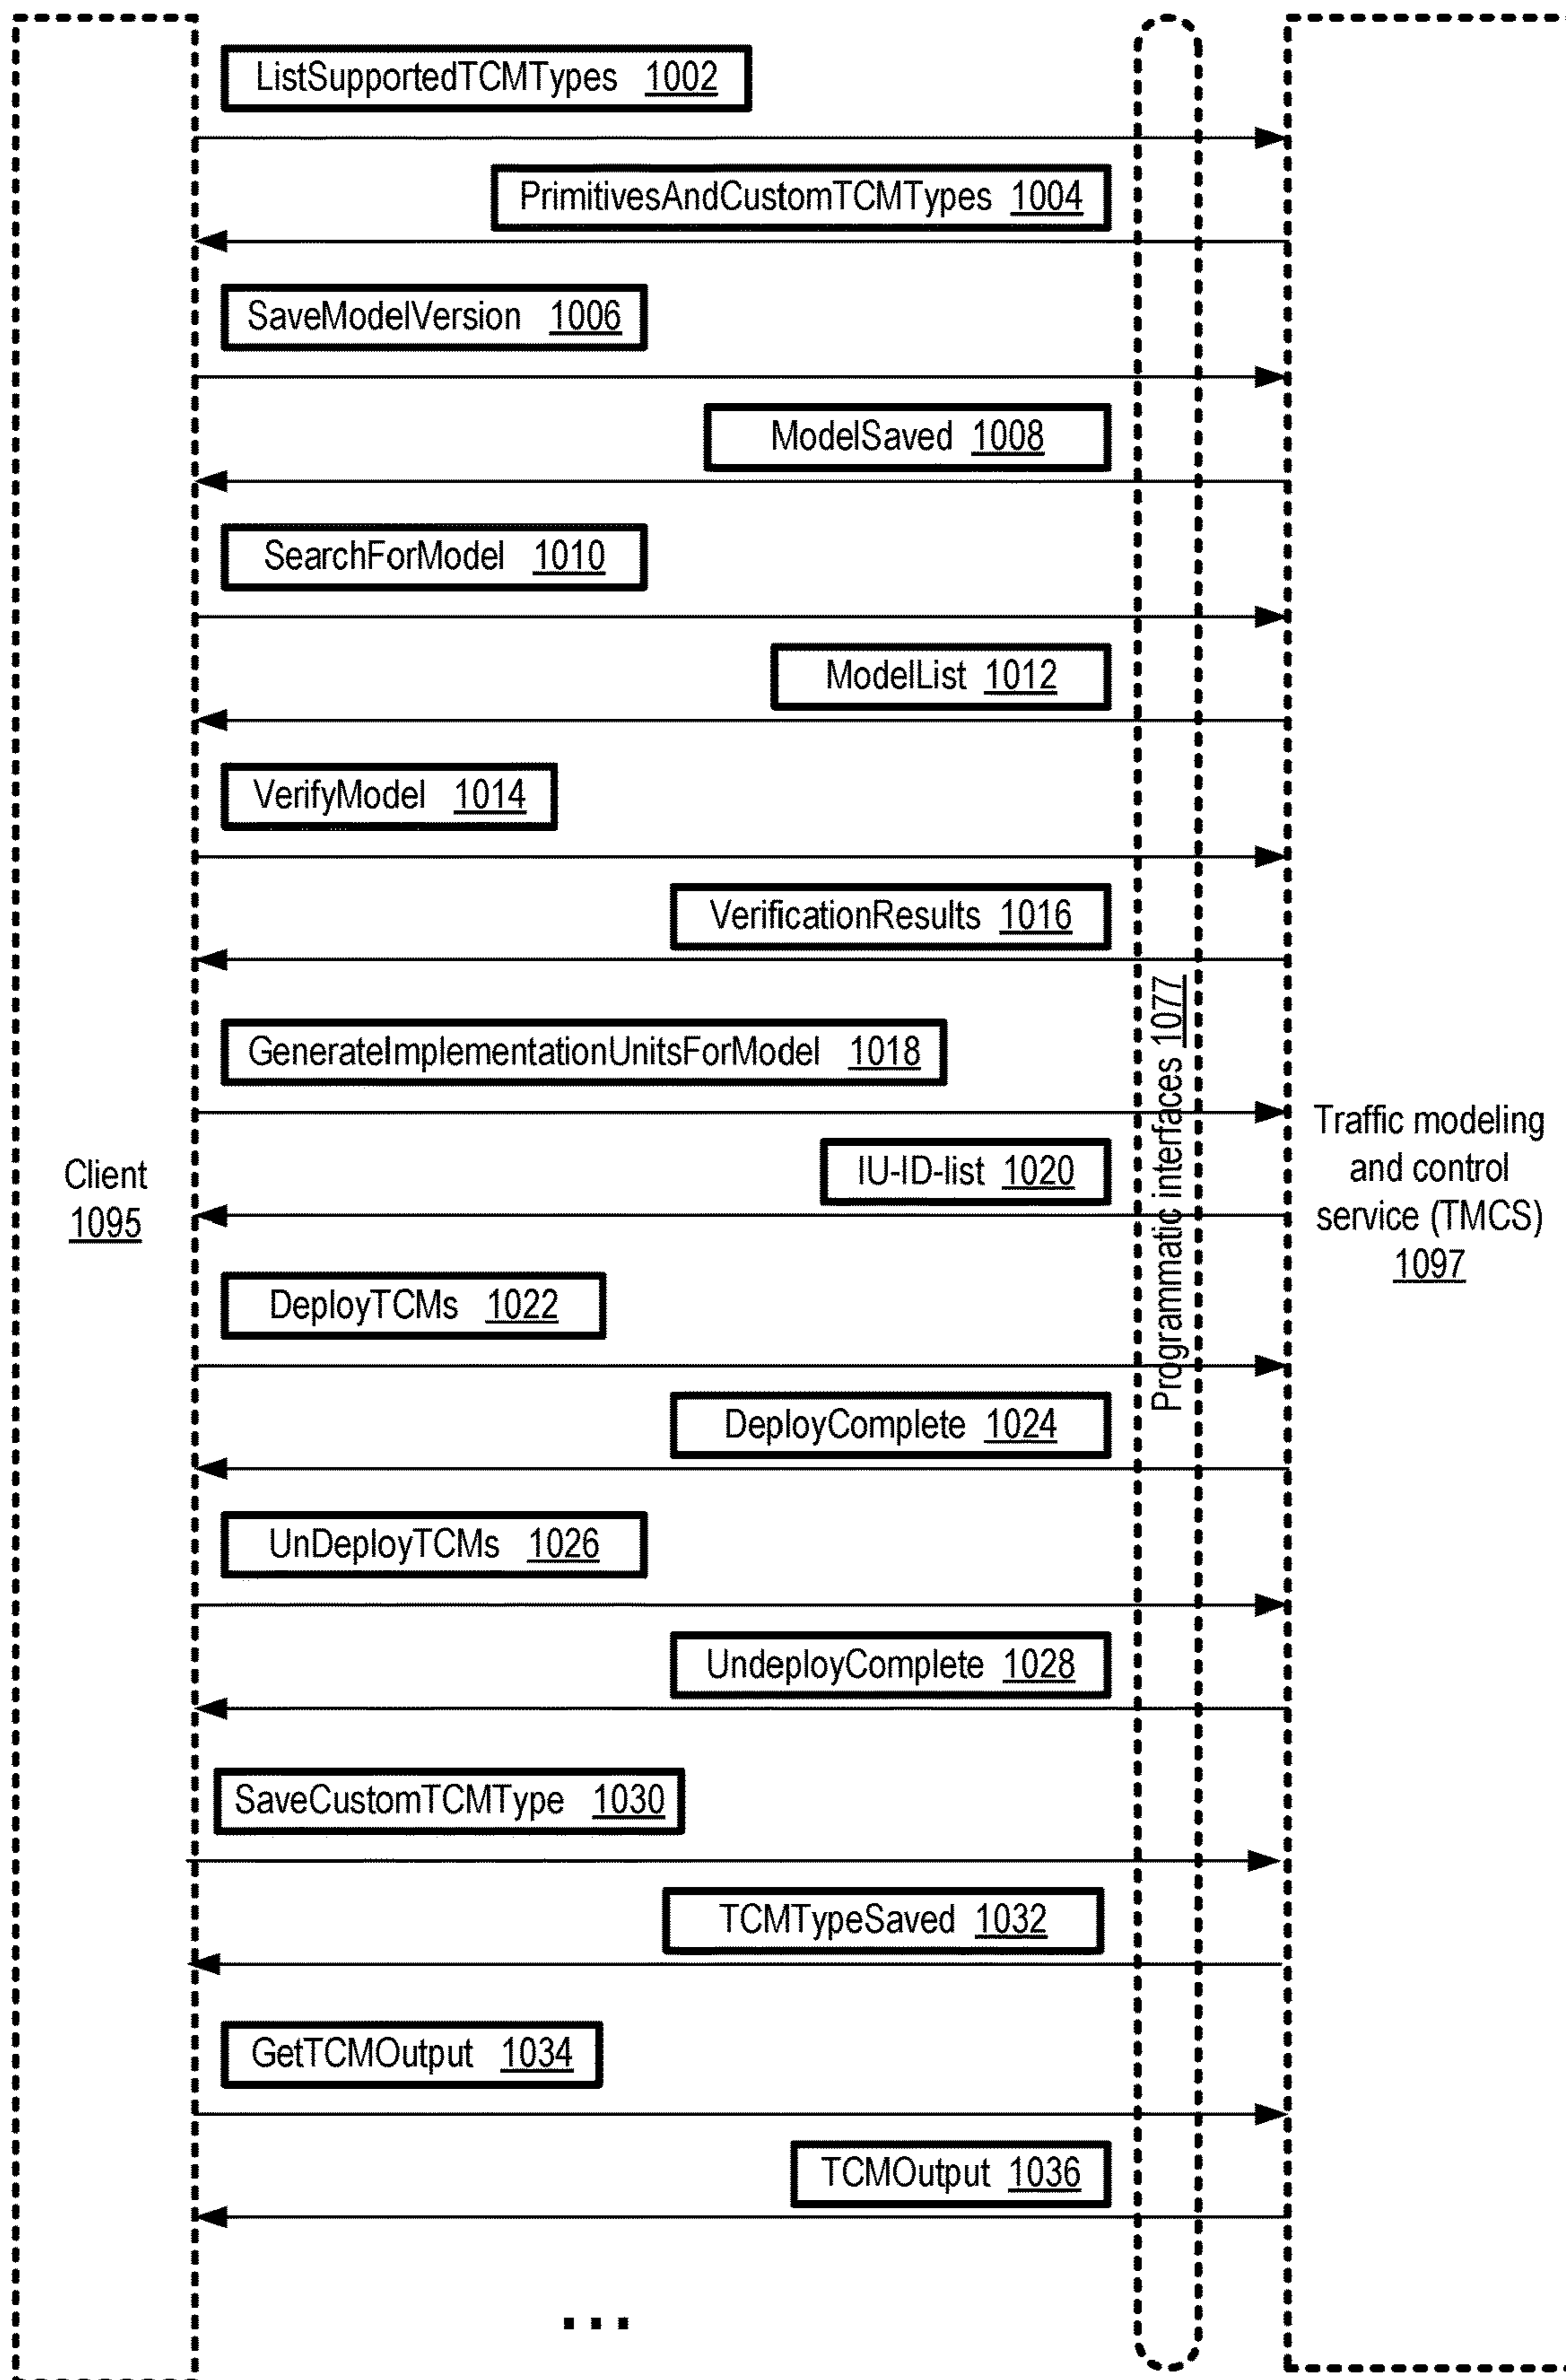 ListSupportedTCMTypes 1002
PrimitivesAndCustomTCMTypes 1004
SaveModelVersion 1006
ModelSaved 1008
SearchForModel 1010
ModelList 1012
VerifyModel 1014
VerificationResults 1016
GenerateImplementationUnitsForModel 1018
IU-ID-list 1020
Client
1095
Programmatic interfaces 1077
Traffic modeling
and control
service (TMCS)
1097
DeployTCMs 1022
DeployComplete 1024
UnDeployTCMs 1026
UndeployComplete 1028
SaveCustomTCMType 1030
TCMTypeSaved 1032
GetTCMOutput 1034
TCMOutput 1036
...